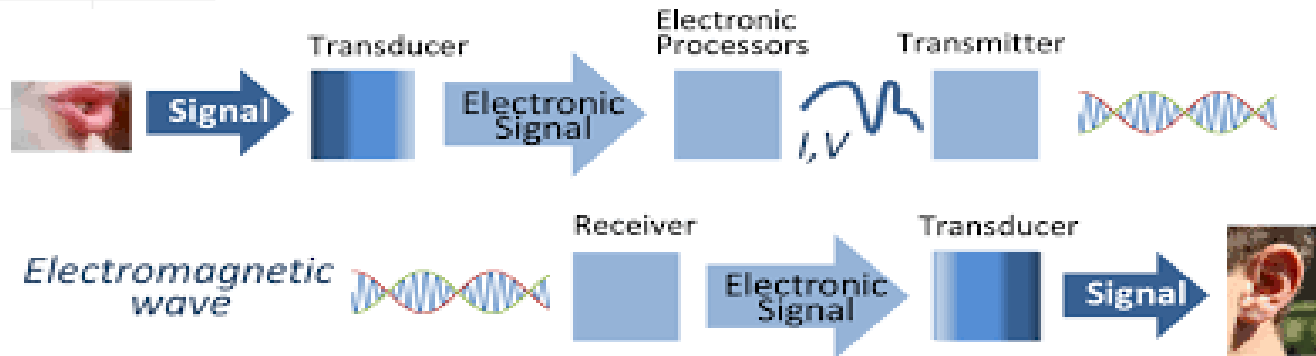 Transducer
Electronic
Processors
Transmitter
Signal
Electronic
Signal
I,V
Receiver
Transducer
Electromagnetic
wave
Electronic
Signal
Signal